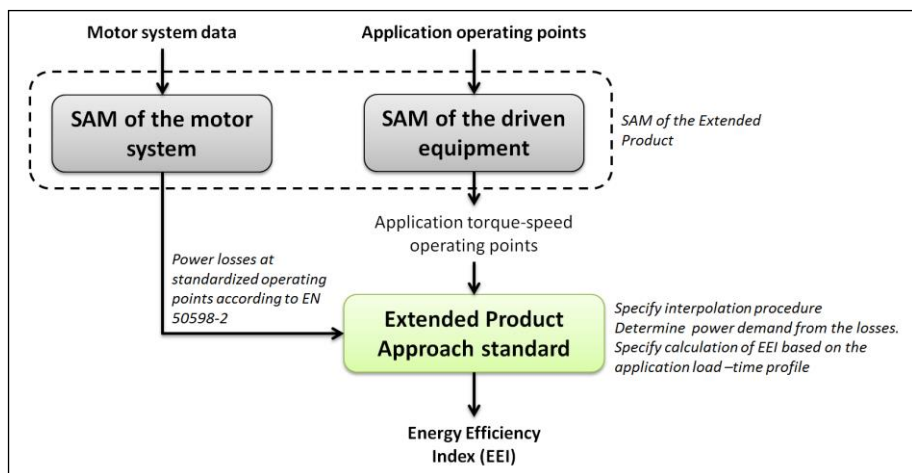 Motor system data
Application operating points
SAM of the motor
system
SAM of the driven
equipment
SAM of the Extended
Product
Application torque-speed
operating points
Power losses at
standardized operating
points according to EN
50598-2
Extended Product
Approach standard
Specify interpolation procedure
Determine power demand from the losses.
Specify calculation of EEI based on the
application load –time profile
Energy Efficiency
Index (EEI)